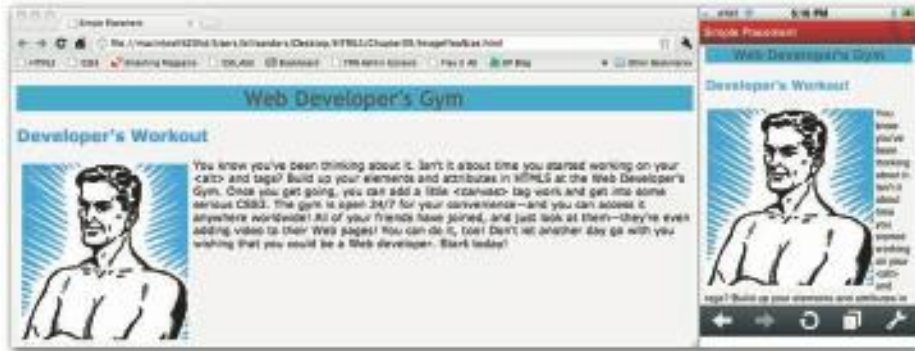 Simple Placement
Web Developer's Gym
Developer's Workout
You know you've been thinking about it. Isn't it about time you started working on your
<alt> and tags? Build up your elements and attributes in HTML5 at the Web Developer's
Gym. Once you get going, you can add a little <canvas> tag work and get into some
serious CSS3. The gym is open 24/7 for your convenience—and you can access it
anywhere worldwide! All of your friends have joined, and just look at them—they're even
adding video to their Web pages! You can do it, too! Don't let another day go with you
wishing that you could be a Web developer. Start today!
AT&T 5:16 PM
Simple Placement
Web Developer's Gym
Developer's Workout
You
know
you've
been
thinking
about it.
Isn't it
about
time
you
started
working
on your
<alt>
and
tags? Build up your elements and attributes in